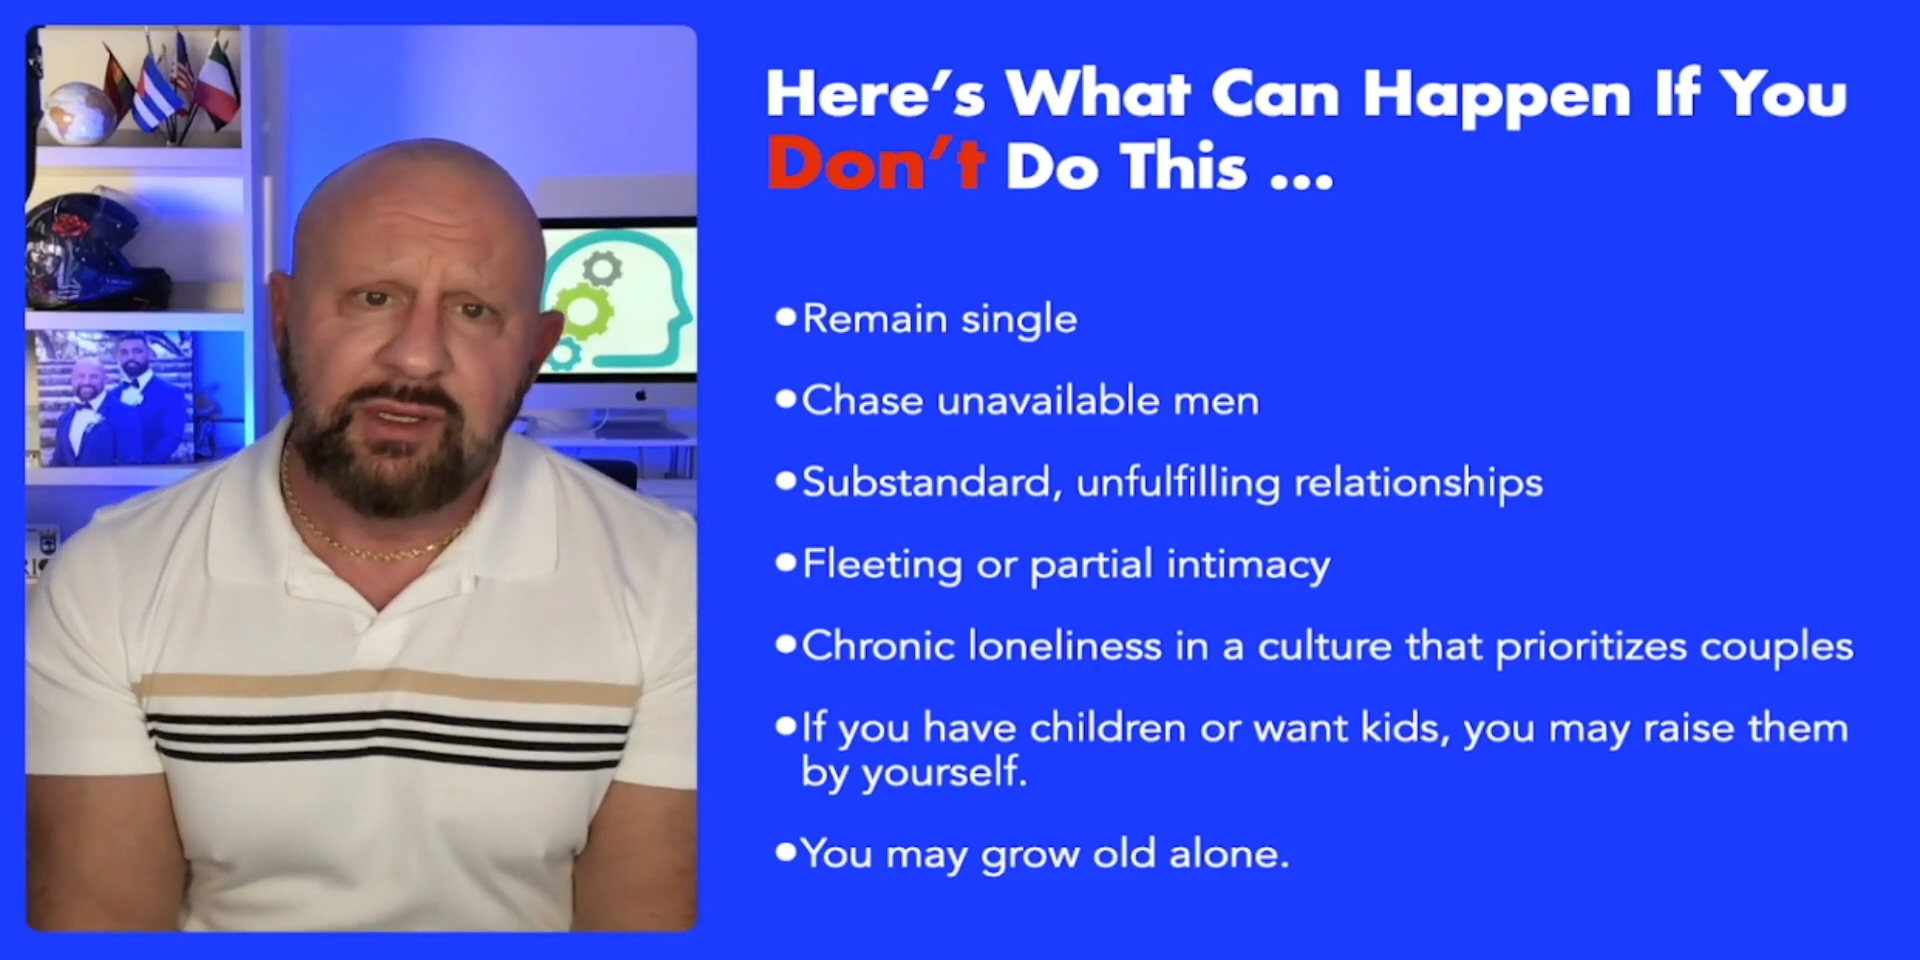 Here's What Can Happen If You
Don't Do This ...
•Remain single
•Chase unavailable men
•Substandard, unfulfilling relationships
•Fleeting or partial intimacy
•Chronic loneliness in a culture that prioritizes couples
•If you have children or want kids, you may raise them
by yourself.
•You may grow old alone.